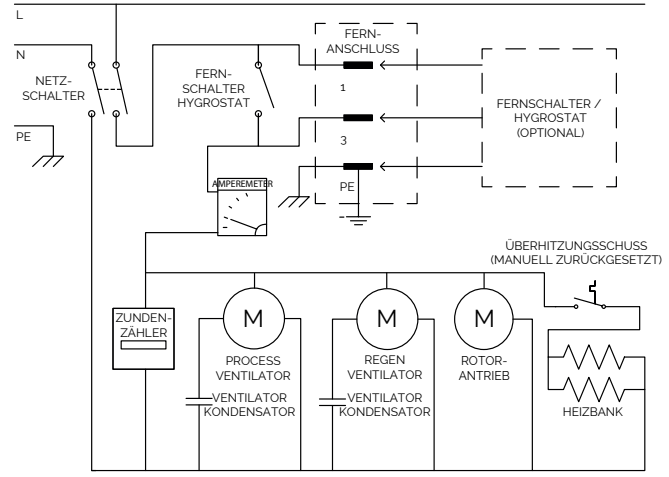 L
N
NETZ-
SCHALTER
PE
FERN-
SCHALTER
HYGROSTAT
FERN-
ANSCHLUSS
1
3
PE
FERNSCHALTER /
HYGROSTAT
(OPTIONAL)
AMPEREMETER
ÜBERHITZUNGSSCHUSS
(MANUELL ZURÜCKGESETZT)
ZUNDEN-
ZÄHLER
M
PROCESS
VENTILATOR
VENTILATOR
KONDENSATOR
M
REGEN
VENTILATOR
VENTILATOR
KONDENSATOR
M
ROTOR-
ANTRIEB
HEIZBANK